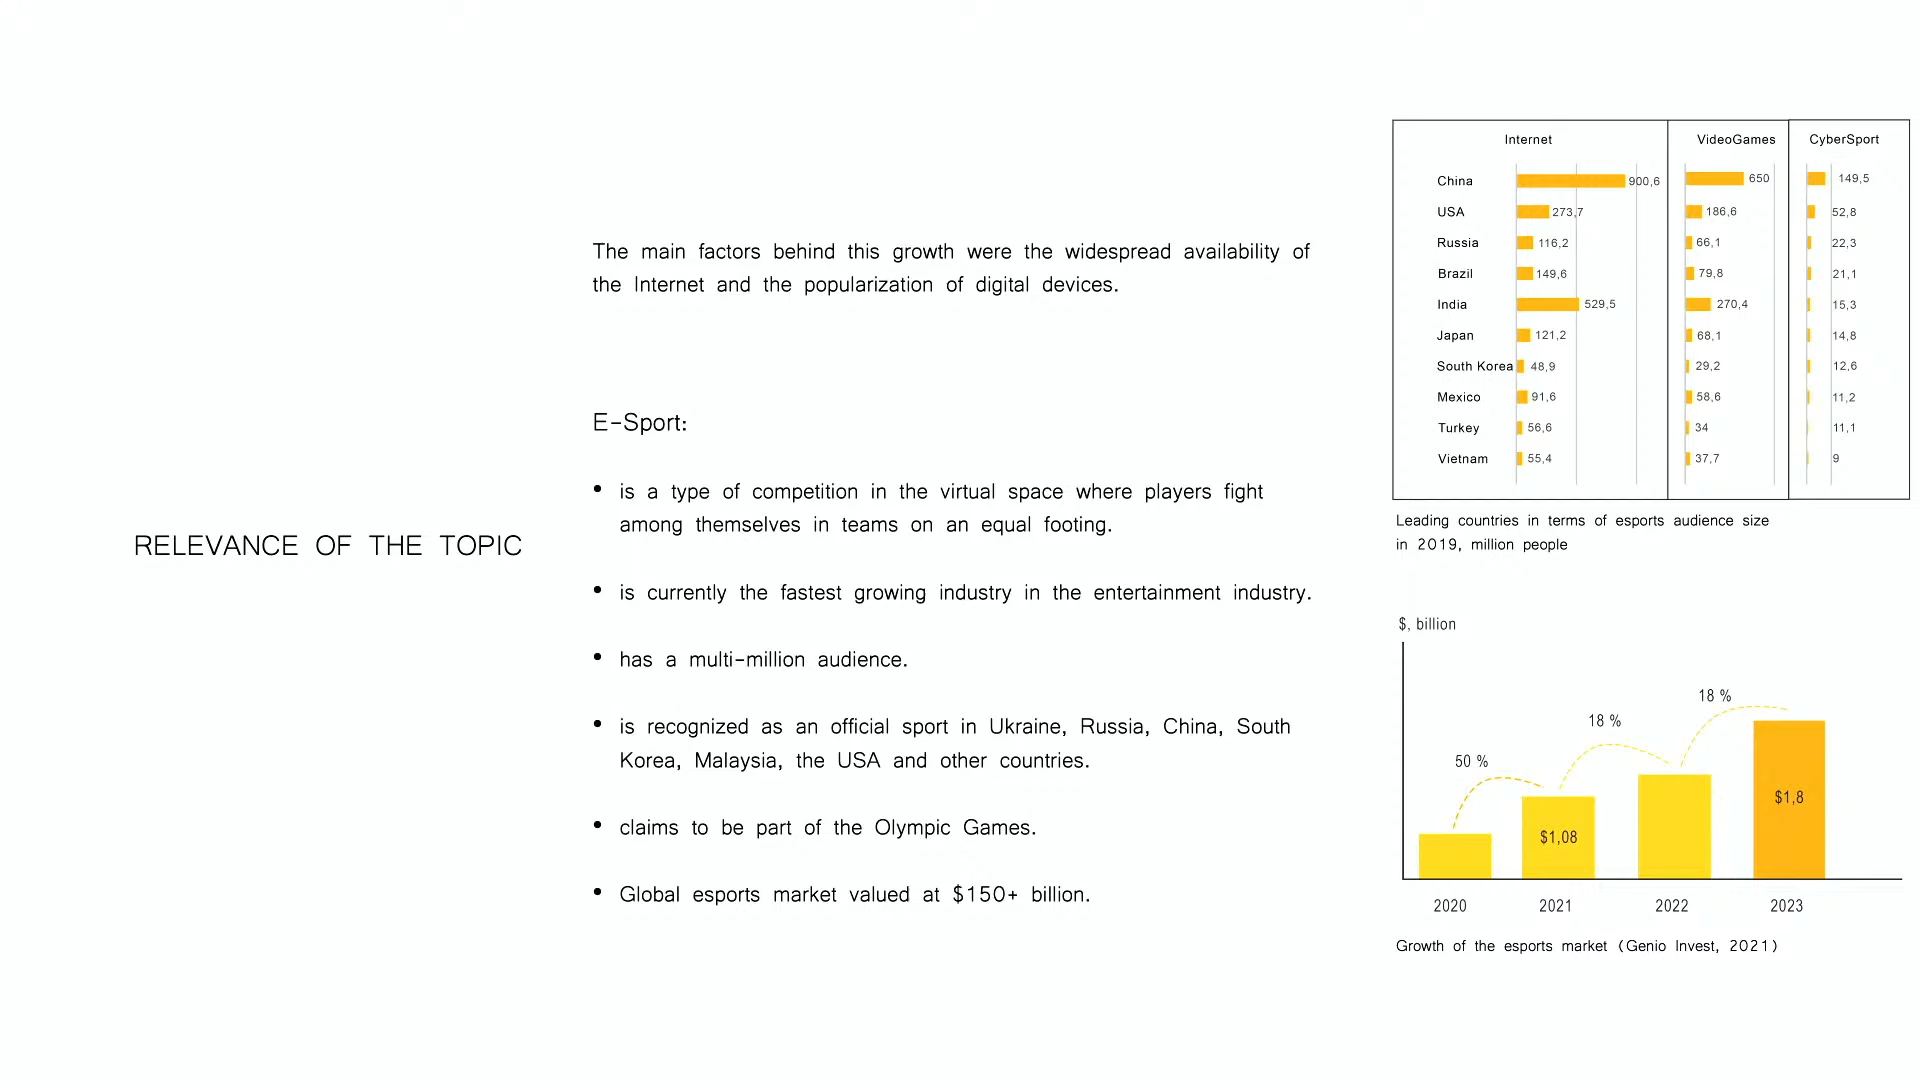 RELEVANCE OF THE TOPIC
The main factors behind this growth were the widespread availability of
the Internet and the popularization of digital devices.
E-Sport:
• is a type of competition in the virtual space where players fight
among themselves in teams on an equal footing.
• is currently the fastest growing industry in the entertainment industry.
• has a multi-million audience.
• is recognized as an official sport in Ukraine, Russia, China, South
Korea, Malaysia, the USA and other countries.
• claims to be part of the Olympic Games.
• Global esports market valued at $150+ billion.
Internet VideoGames CyberSport
China 900,6 650 149,5
USA 273,7 186,6 52,8
Russia 116,2 66,1 22,3
Brazil 149,6 79,8 21,1
India 529,5 270,4 15,3
Japan 121,2 68,1 14,8
South Korea 48,9 29,2 12,6
Mexico 91,6 58,6 11,2
Turkey 56,6 34 11,1
Vietnam 55,4 37,7 9
Leading countries in terms of esports audience size
in 2019, million people
$, billion
18 %
18 %
50 %
$1,8
$1,08
2020 2021 2022 2023
Growth of the esports market (Genio Invest, 2021)